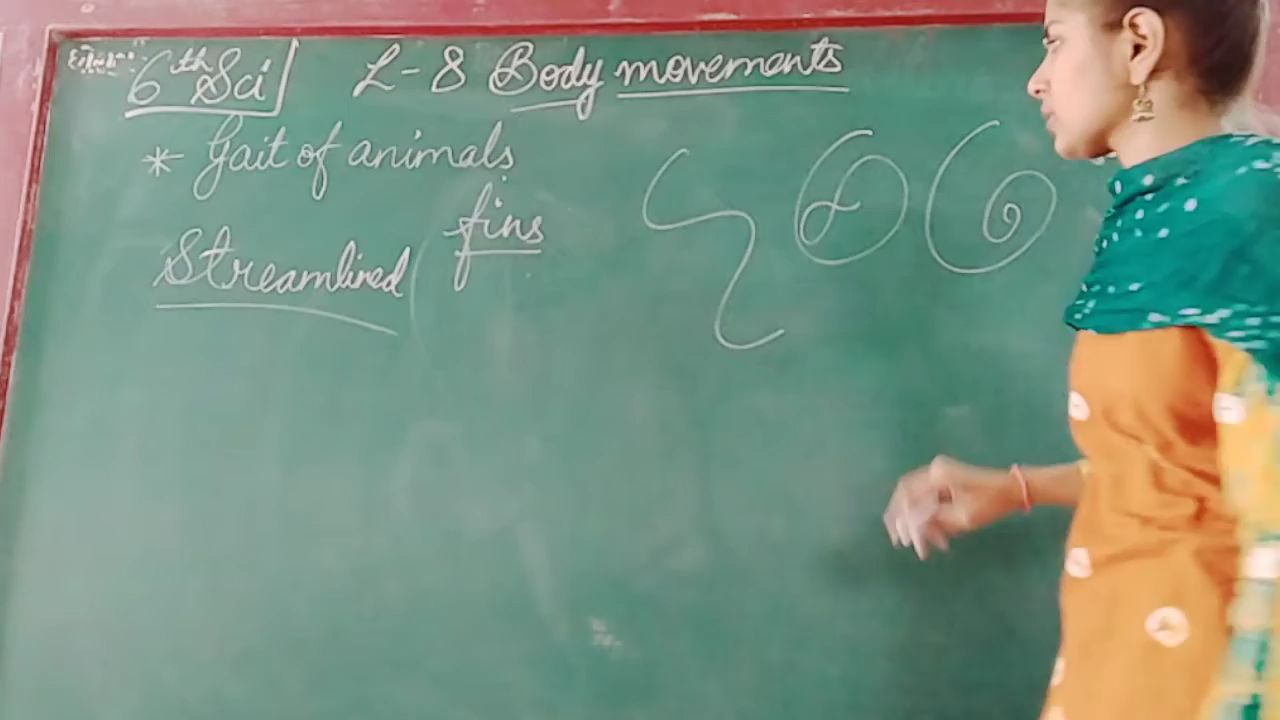 6th Sci L-8 Body movements
* Gait of animals
fins
Streamlined